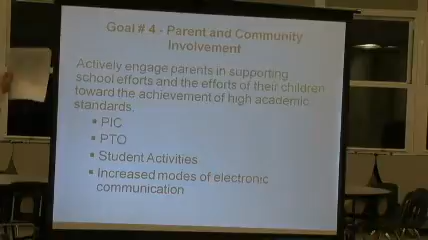 Goal # 4 - Parent and Community
Involvement
Actively engage parents in supporting
school efforts and the efforts of their children
toward the achievement of high academic
standards.
▪ PIC
▪ PTO
▪ Student Activities
▪ Increased modes of electronic
communication